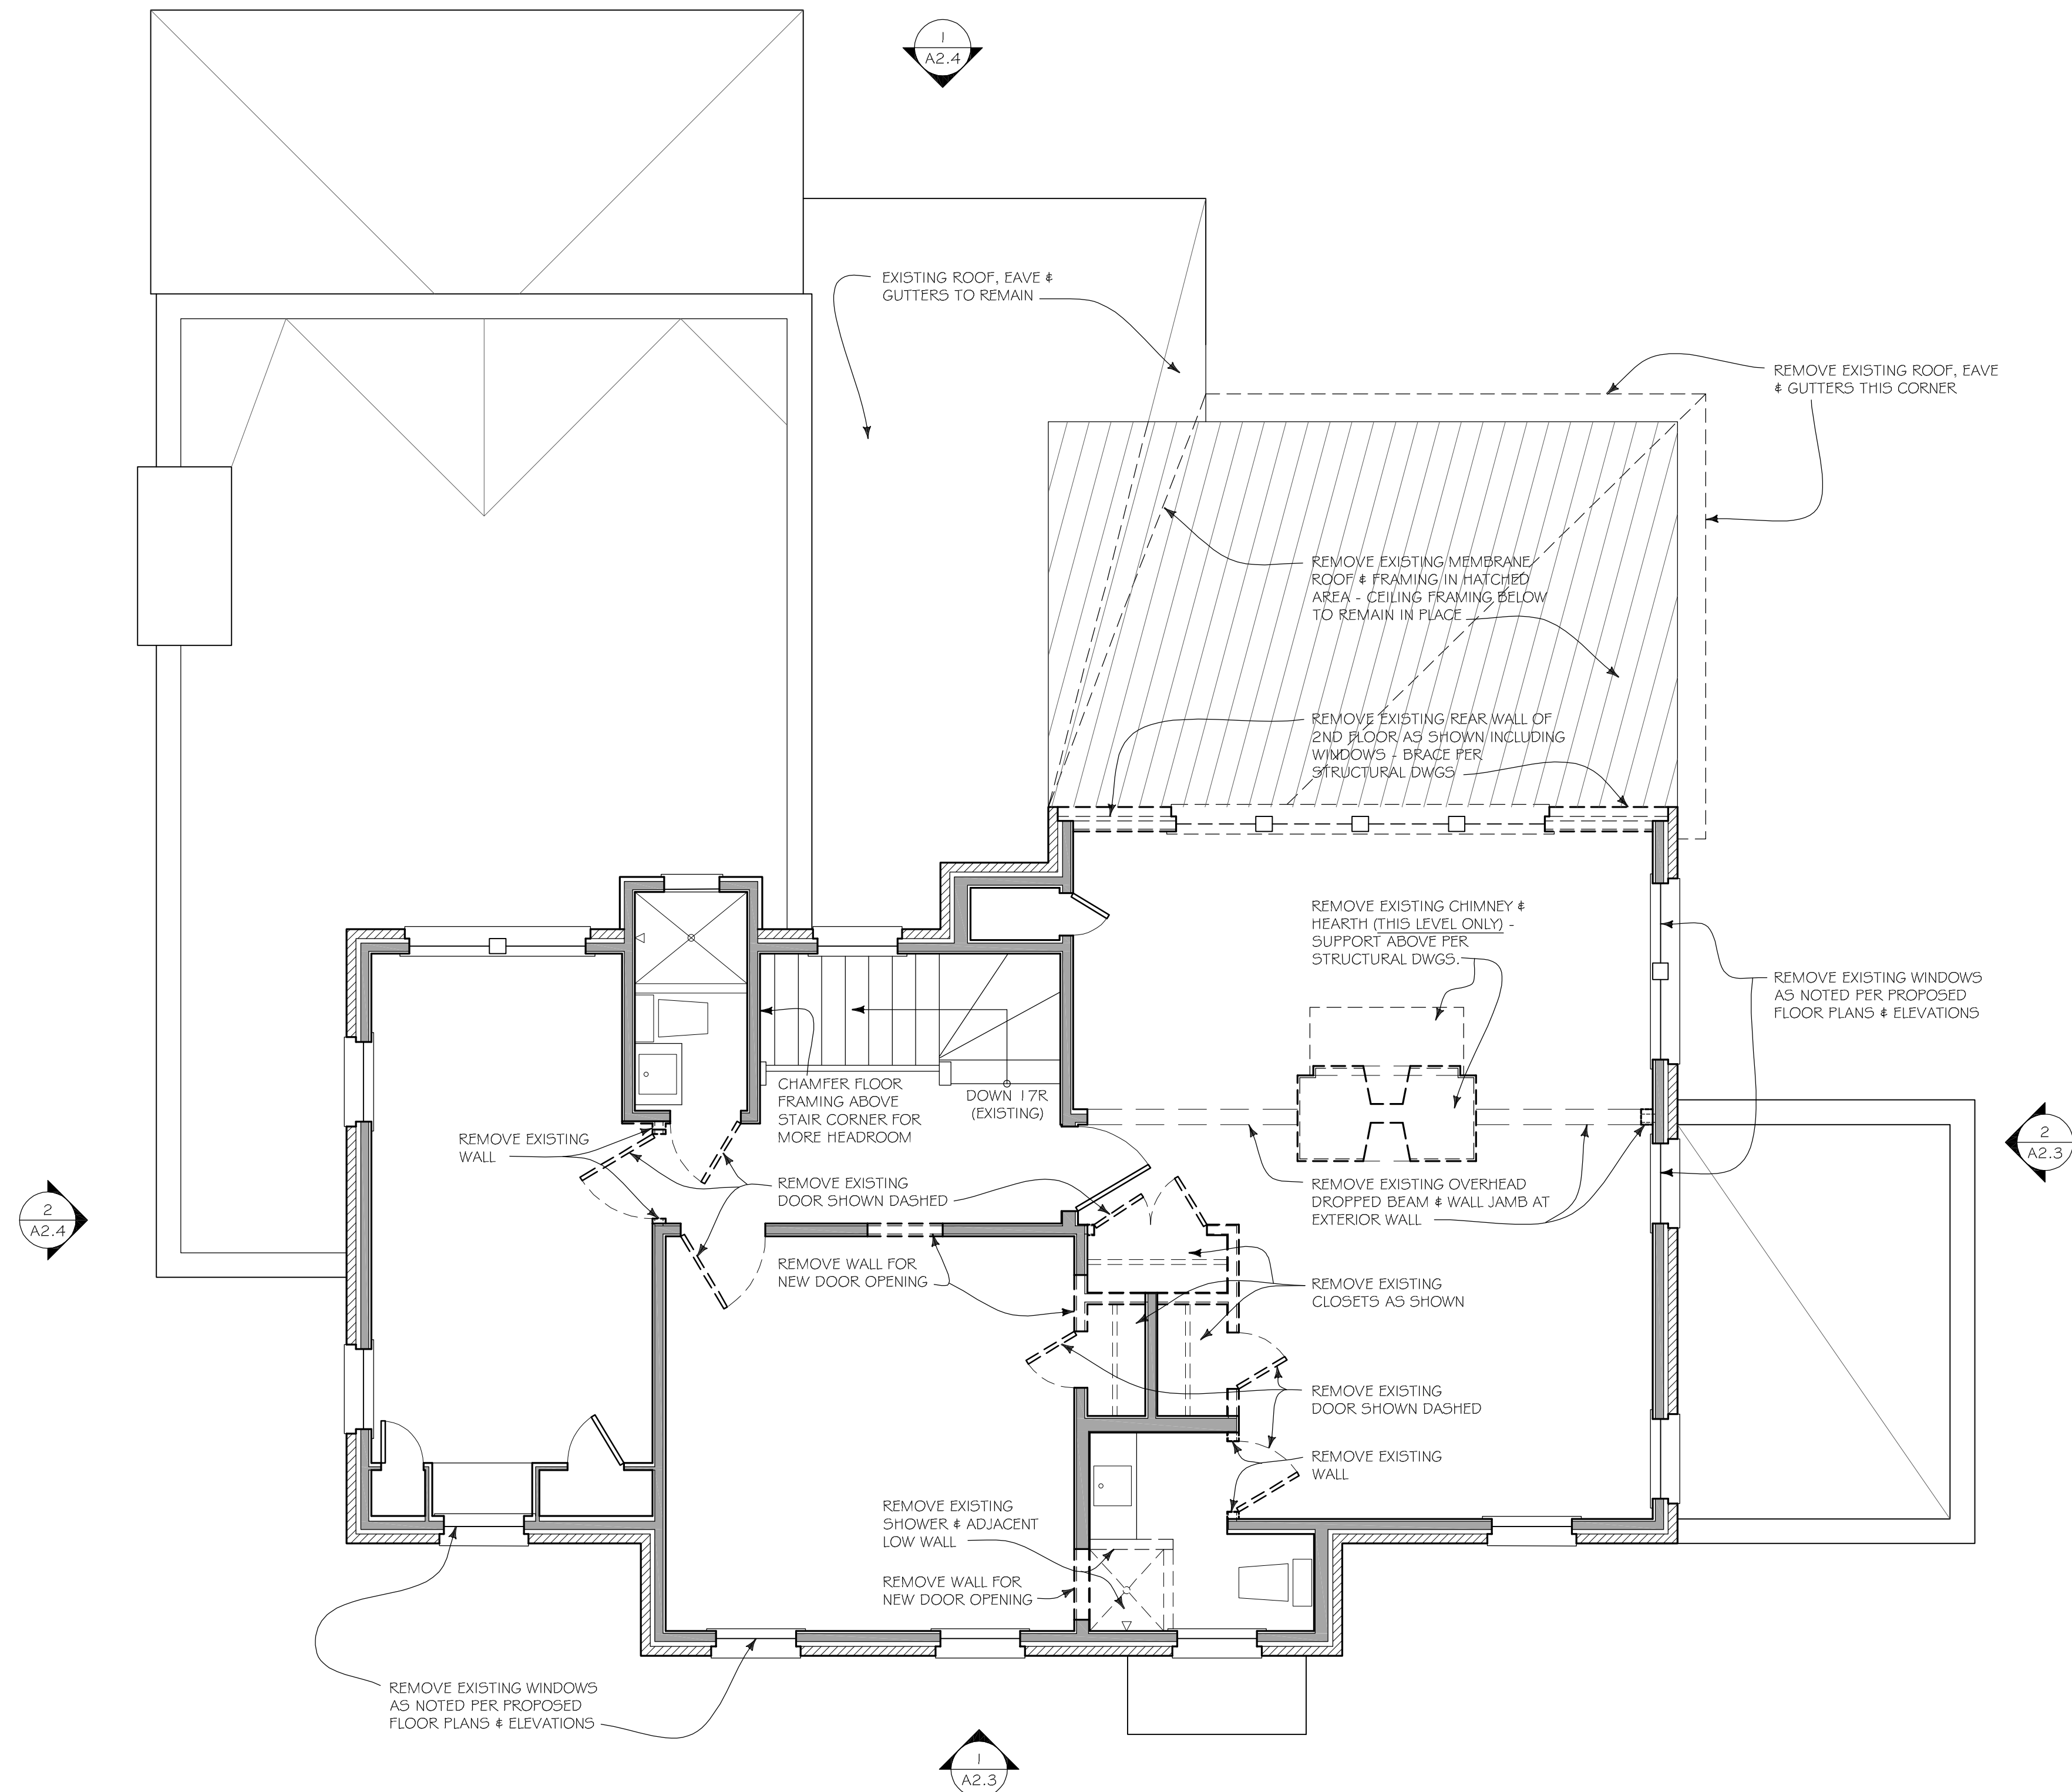 1
A2.4
EXISTING ROOF, EAVE &
GUTTERS TO REMAIN
REMOVE EXISTING ROOF, EAVE
& GUTTERS THIS CORNER
REMOVE EXISTING MEMBRANE
ROOF & FRAMING IN HATCHED
AREA - CEILING FRAMING BELOW
TO REMAIN IN PLACE
REMOVE EXISTING REAR WALL OF
2ND FLOOR AS SHOWN INCLUDING
WINDOWS - BRACE PER
STRUCTURAL DWGS
REMOVE EXISTING CHIMNEY &
HEARTH (THIS LEVEL ONLY) -
SUPPORT ABOVE PER
STRUCTURAL DWGS.
REMOVE EXISTING WINDOWS
AS NOTED PER PROPOSED
FLOOR PLANS & ELEVATIONS
CHAMFER FLOOR
FRAMING ABOVE
STAIR CORNER FOR
MORE HEADROOM
DOWN 17R
(EXISTING)
REMOVE EXISTING
WALL
2
A2.3
REMOVE EXISTING
DOOR SHOWN DASHED
REMOVE EXISTING OVERHEAD
DROPPED BEAM & WALL JAMB AT
EXTERIOR WALL
2
A2.4
REMOVE WALL FOR
NEW DOOR OPENING
REMOVE EXISTING
CLOSETS AS SHOWN
REMOVE EXISTING
DOOR SHOWN DASHED
REMOVE EXISTING
WALL
REMOVE EXISTING
SHOWER & ADJACENT
LOW WALL
REMOVE WALL FOR
NEW DOOR OPENING
REMOVE EXISTING WINDOWS
AS NOTED PER PROPOSED
FLOOR PLANS & ELEVATIONS
1
A2.3